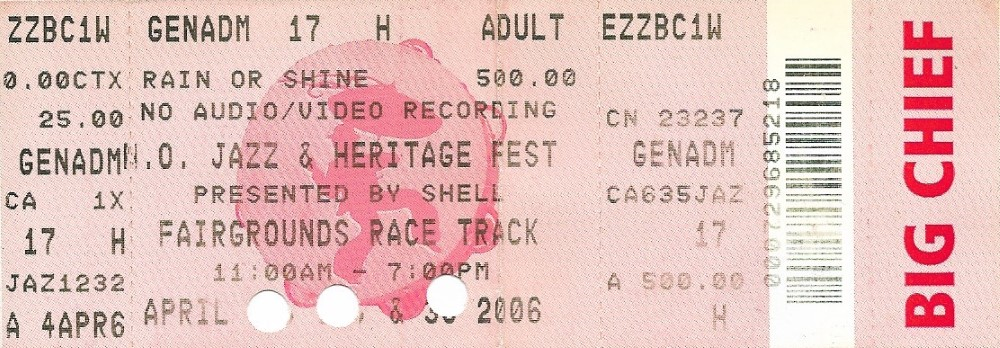 ZZBC1W GENADM 17 H ADULT EZZBC1W
0.00CTX RAIN OR SHINE 500.00
25.00 NO AUDIO/VIDEO RECORDING CN 23237
GENADM N.O. JAZZ & HERITAGE FEST GENADM
CA 1X PRESENTED BY SHELL CA635JAZ
17 H FAIRGROUNDS RACE TRACK 17
JAZ1232 11:00AM - 7:00PM A 500.00
A 4APR6 APRIL & 2006 H
000729685218
BIG CHIEF